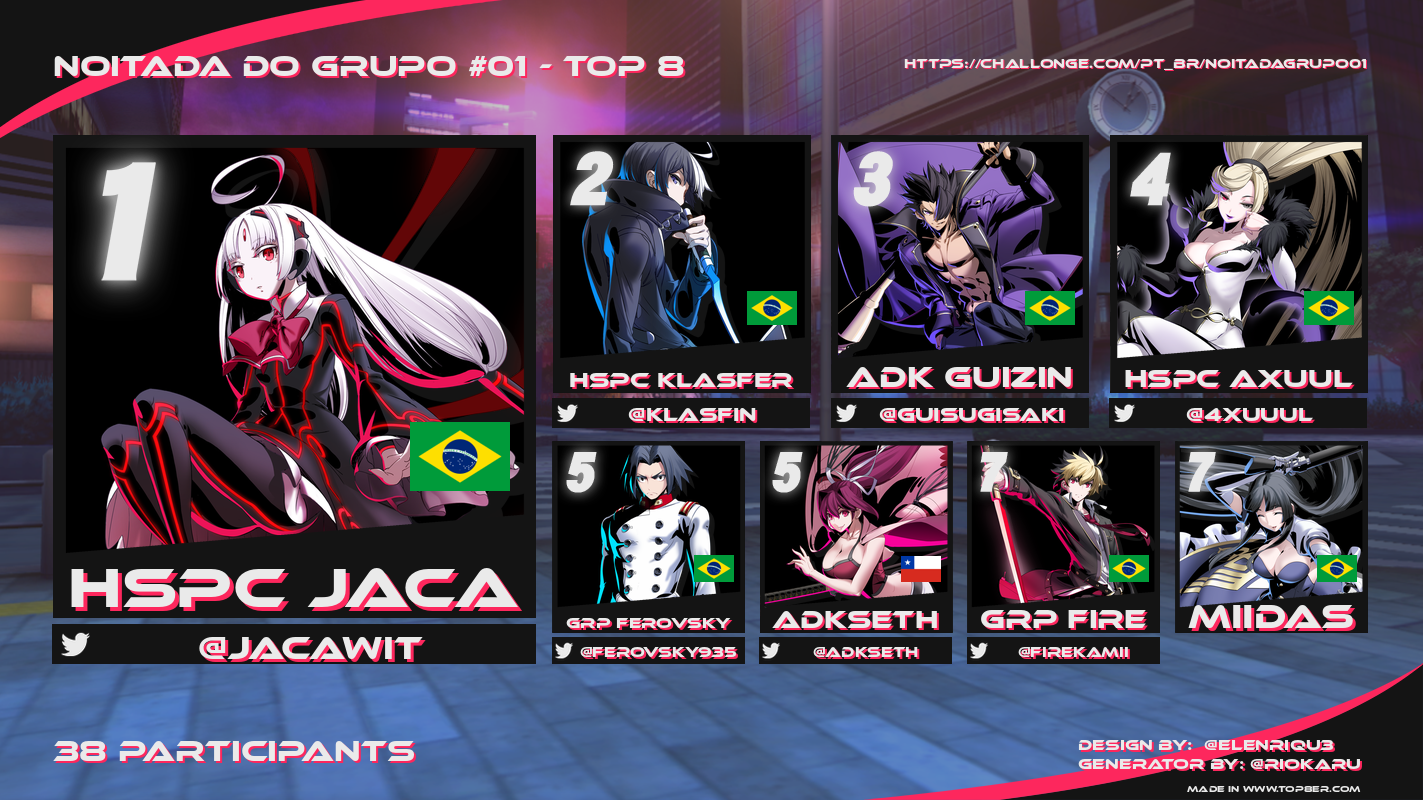 NOITADA DO GRUPO #01 - TOP 8
HTTPS://CHALLONGE.COM/PT_BR/NOITADAGRUPO01
1
HSPC JACA
@JACAWIT
2
HSPC KLASFER
@KLASFIN
3
ADK GUIZIN
@GUISUGISAKI
4
HSPC AXUUL
@4XUUUL
5
GRP FEROVSKY
@FEROVSKY935
5
ADKSETH
@ADKSETH
7
GRP FIRE
@FIREKAMII
7
MIIDAS
38 PARTICIPANTS
DESIGN BY: @ELENRIQU3
GENERATOR BY: @RIOKARU
MADE IN WWW.TOP8ER.COM